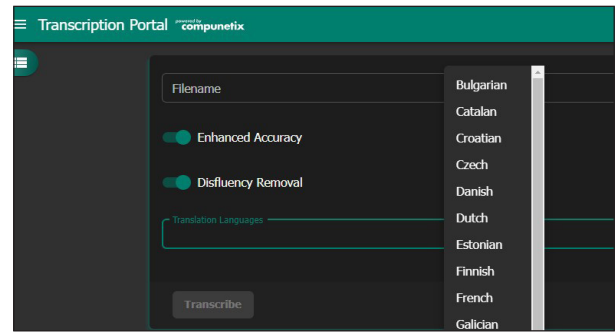 Transcription Portal powered by compunetix
Filename
Enhanced Accuracy
Disfluency Removal
Translation Languages
Transcribe
Bulgarian
Catalan
Croatian
Czech
Danish
Dutch
Estonian
Finnish
French
Galician